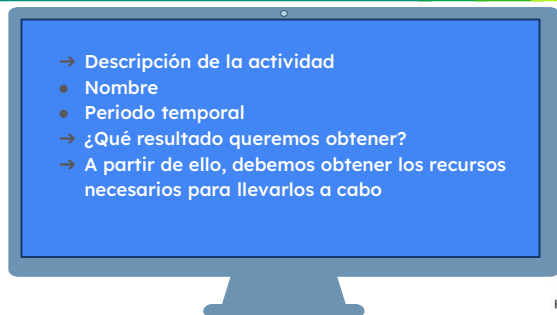 ➔ Descripción de la actividad
● Nombre
● Periodo temporal
➔ ¿Qué resultado queremos obtener?
➔ A partir de ello, debemos obtener los recursos
necesarios para llevarlos a cabo